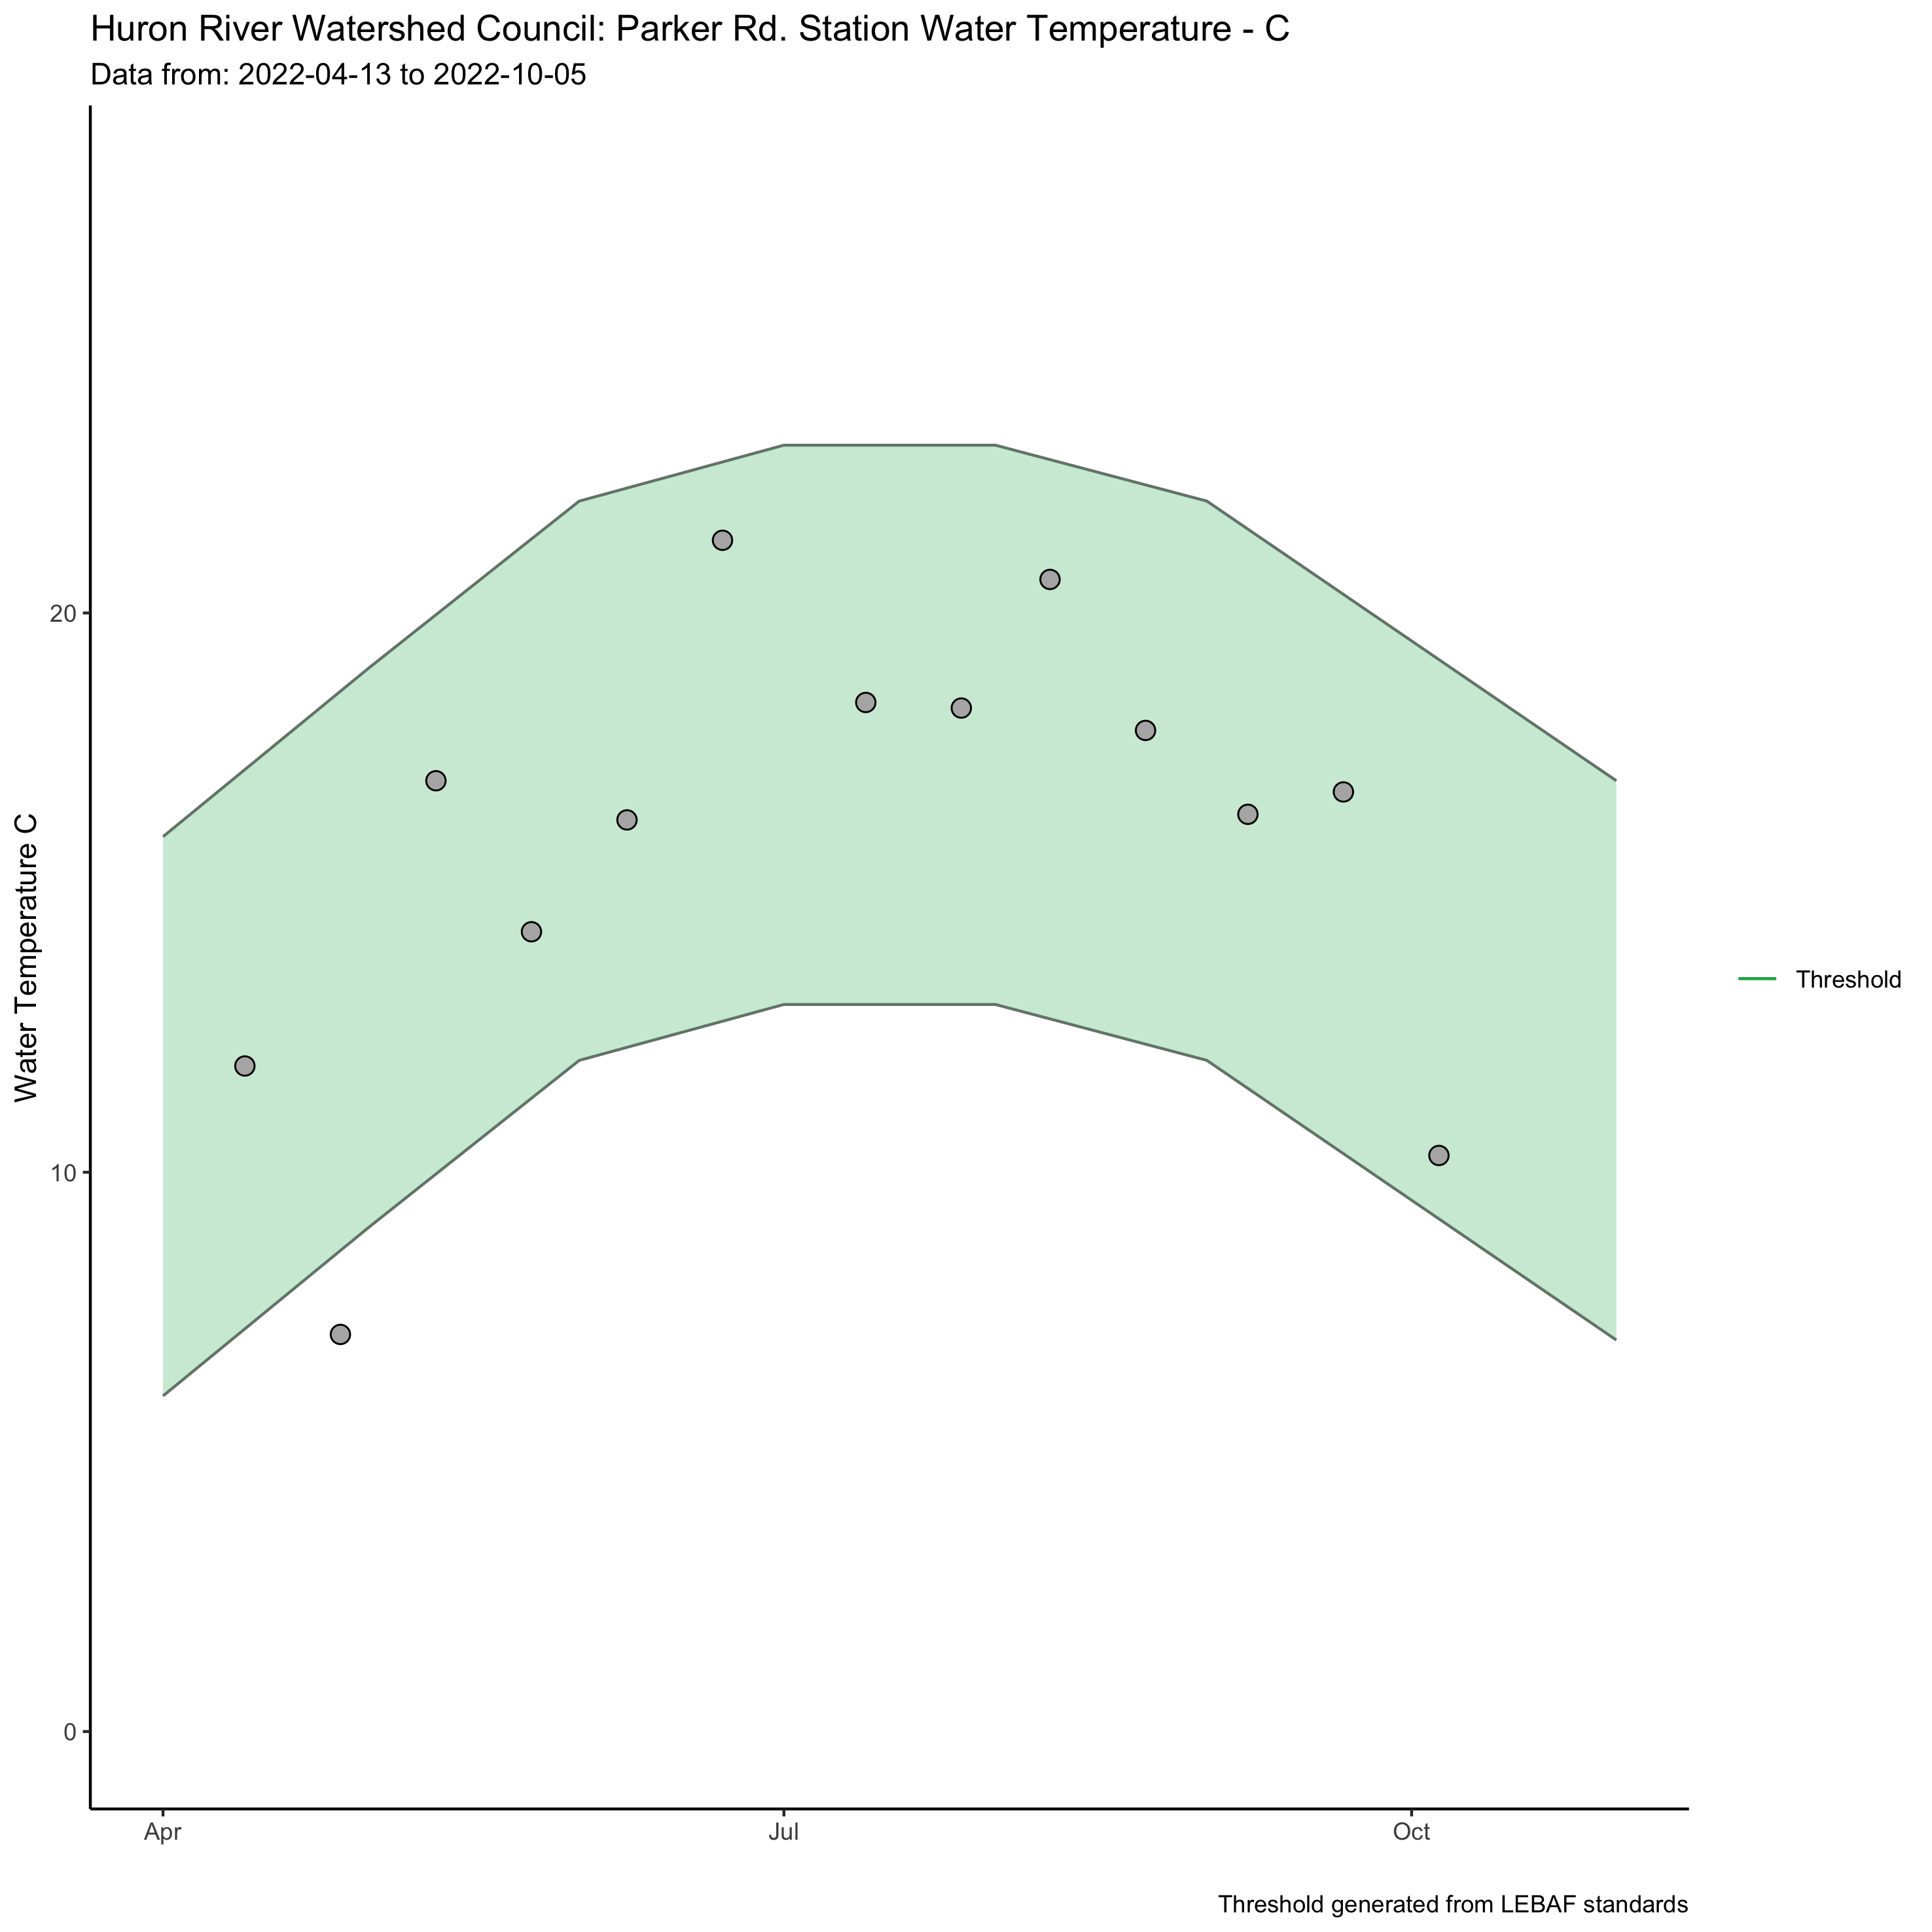 Huron River Watershed Council: Parker Rd. Station Water Temperature - C
Data from: 2022-04-13 to 2022-10-05
Water Temperature C
20
10
0
Apr
Jul
Oct
Threshold
Threshold generated from LEBAF standards